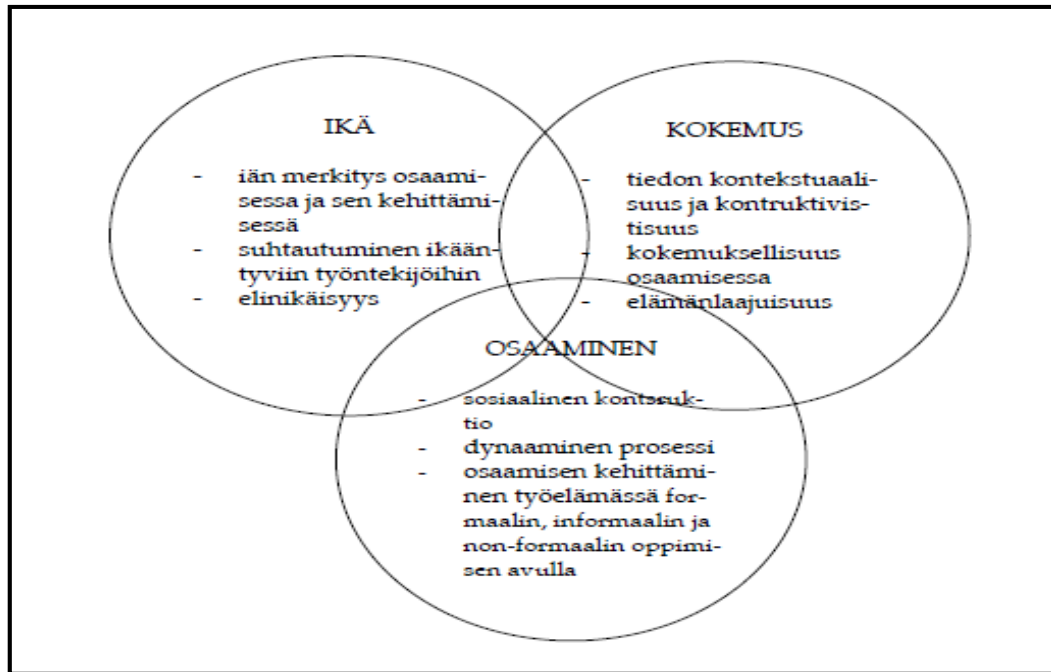 IKÄ
- iän merkitys osaami-
sessa ja sen kehittämi-
sessä
- suhtautuminen ikään-
tyviin työntekijöihin
- elinikäisyys
KOKEMUS
- tiedon kontekstuaali-
suus ja kontruktivis-
tisuus
- kokemuksellisuus
osaamisessa
- elämänlaajuisuus
OSAAMINEN
- sosiaalinen kontsruk-
tio
- dynaaminen prosessi
- osaamisen kehittämi-
nen työelämässä for-
maalin, informaalin ja
non-formaalin oppimi-
sen avulla